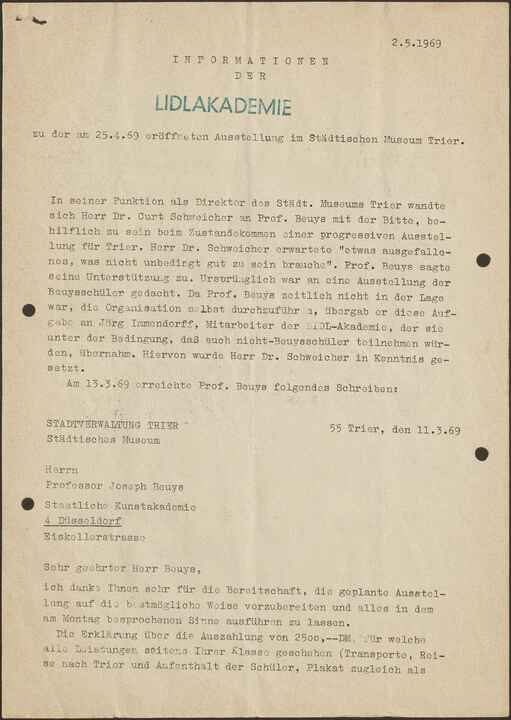 2.5.1969
INFORMATIONEN
DER
LIDLAKADEMIE
zu der am 25.4.69 eröffneten Ausstellung im Städtischen Museum Trier.
In seiner Funktion als Direktor des Städt. Museums Trier wandte
sich Herr Dr. Curt Schweicher an Prof. Beuys mit der Bitte, be-
hilflich zu sein beim Zustandekommen einer progressiven Ausstel-
lung für Trier. Herr Dr. Schweicher erwartete "etwas ausgefalle-
nes, was nicht unbedingt gut zu sein brauche". Prof. Beuys sagte
seine Unterstützung zu. Ursprünglich war an eine Ausstellung der
Beuysschüler gedacht. Da Prof. Beuys zeitlich nicht in der Lage
war, die Organisation selbst durchzuführen, übergab er diese Auf-
gabe an Jörg Immendorff, Mitarbeiter der LIDL-Akademie, der sie
unter der Bedingung, daß auch nicht-Beuysschüler teilnehmen wür-
den, übernahm. Hiervon wurde Herr Dr. Schweicher in Kenntnis ge-
setzt.
Am 13.3.69 erreichte Prof. Beuys folgendes Schreiben:
STADTVERWALTUNG TRIER
Städtisches Museum
55 Trier, den 11.3.69
Herrn
Professor Joseph Beuys
Staatliche Kunstakademie
4 Düsseldorf
Eiskellerstrasse
Sehr geehrter Herr Beuys,
ich danke Ihnen sehr für die Bereitschaft, die geplante Ausstel-
lung auf die bestmögliche Weise vorzubereiten und alles in dem
am Montag besprochenen Sinne ausführen zu lassen.
Die Erklärung über die Auszahlung von 25oo,--DM, für welche
alle Leistungen seitens Ihrer Klasse geschehen (Transporte, Rei-
se nach Trier und Aufenthalt der Schüler, Plakat zugleich als